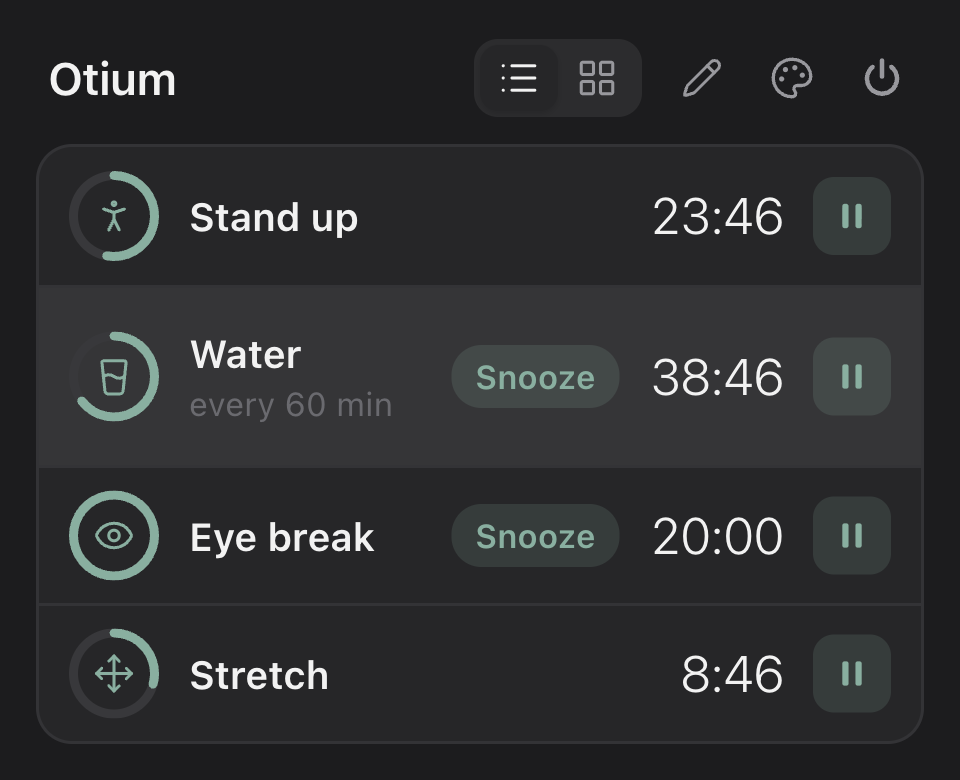 Otium
Stand up
23:46
Water
every 60 min
Snooze
38:46
Eye break
Snooze
20:00
Stretch
8:46